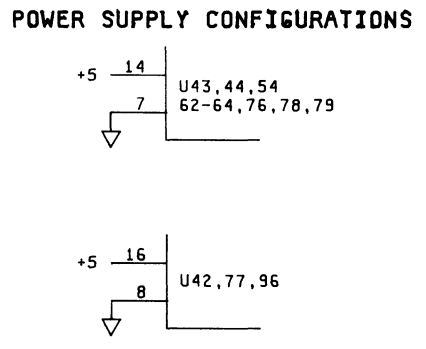 POWER SUPPLY CONFIGURATIONS
+5 14
U43,44,54
7 62-64,76,78,79
+5 16
U42,77,96
8